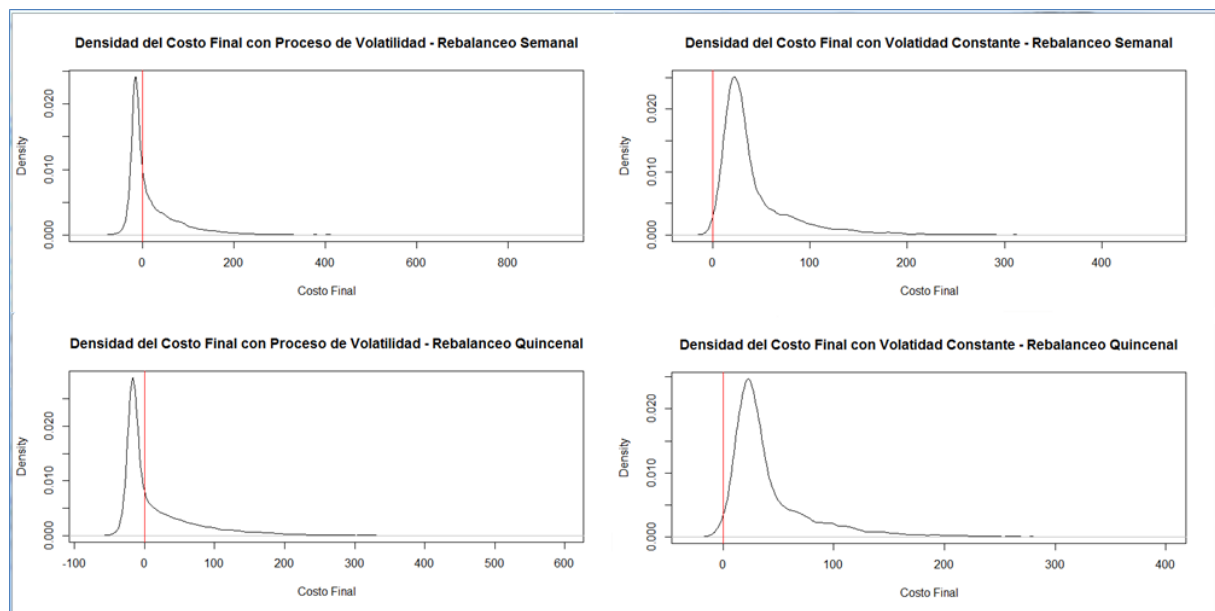 Densidad del Costo Final con Proceso de Volatilidad - Rebalanceo Semanal
Density
0.000
0.010
0.020
0
200
400
600
800
Costo Final
Densidad del Costo Final con Volatidad Constante - Rebalanceo Semanal
Density
0.000
0.010
0.020
0
100
200
300
400
Costo Final
Densidad del Costo Final con Proceso de Volatilidad - Rebalanceo Quincenal
Density
0.000
0.010
0.020
-100
0
100
200
300
400
500
600
Costo Final
Densidad del Costo Final con Volatidad Constante - Rebalanceo Quincenal
Density
0.000
0.010
0.020
0
100
200
300
400
Costo Final